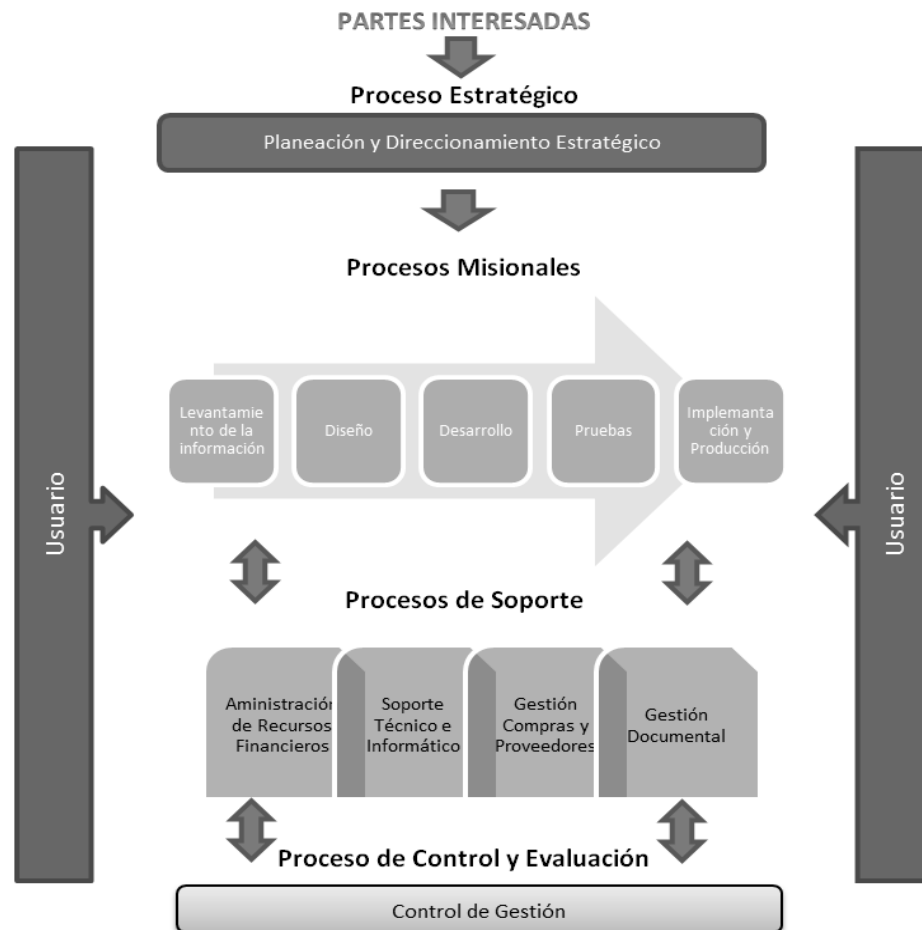 PARTES INTERESADAS
Proceso Estratégico
Planeación y Direccionamiento Estratégico
Procesos Misionales
Levantamie
nto de la
información
Diseño
Desarrollo
Pruebas
Implemanta
ción y
Producción
Usuario
Usuario
Procesos de Soporte
Aministración
de Recursos
Financieros
Soporte
Técnico e
Informático
Gestión
Compras y
Proveedores
Gestión
Documental
Proceso de Control y Evaluación
Control de Gestión